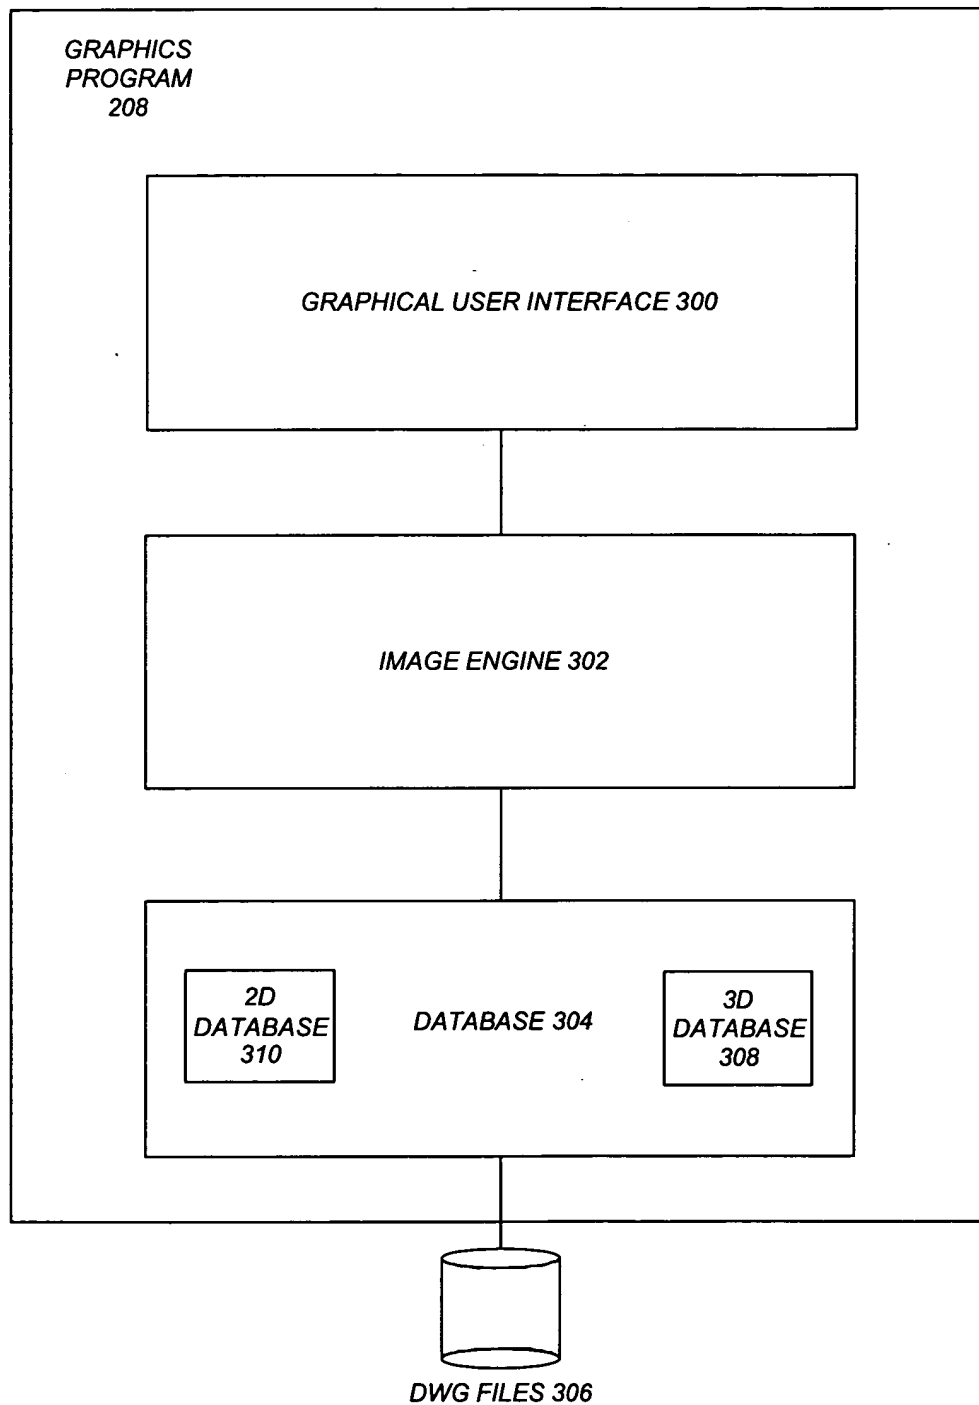 GRAPHICS
PROGRAM
208
GRAPHICAL USER INTERFACE 300
IMAGE ENGINE 302
2D
DATABASE
310
DATABASE 304
3D
DATABASE
308
DWG FILES 306